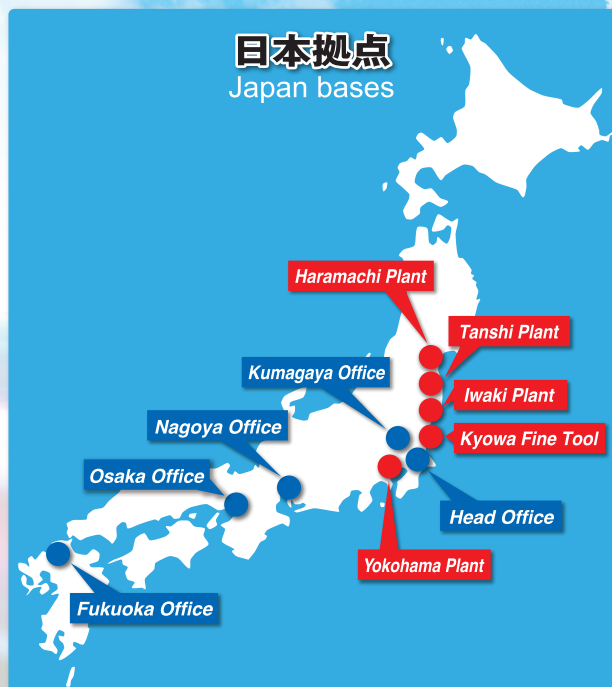 日本拠点
Japan bases
Haramachi Plant
Tanshi Plant
Kumagaya Office
Iwaki Plant
Nagoya Office
Kyowa Fine Tool
Osaka Office
Head Office
Yokohama Plant
Fukuoka Office